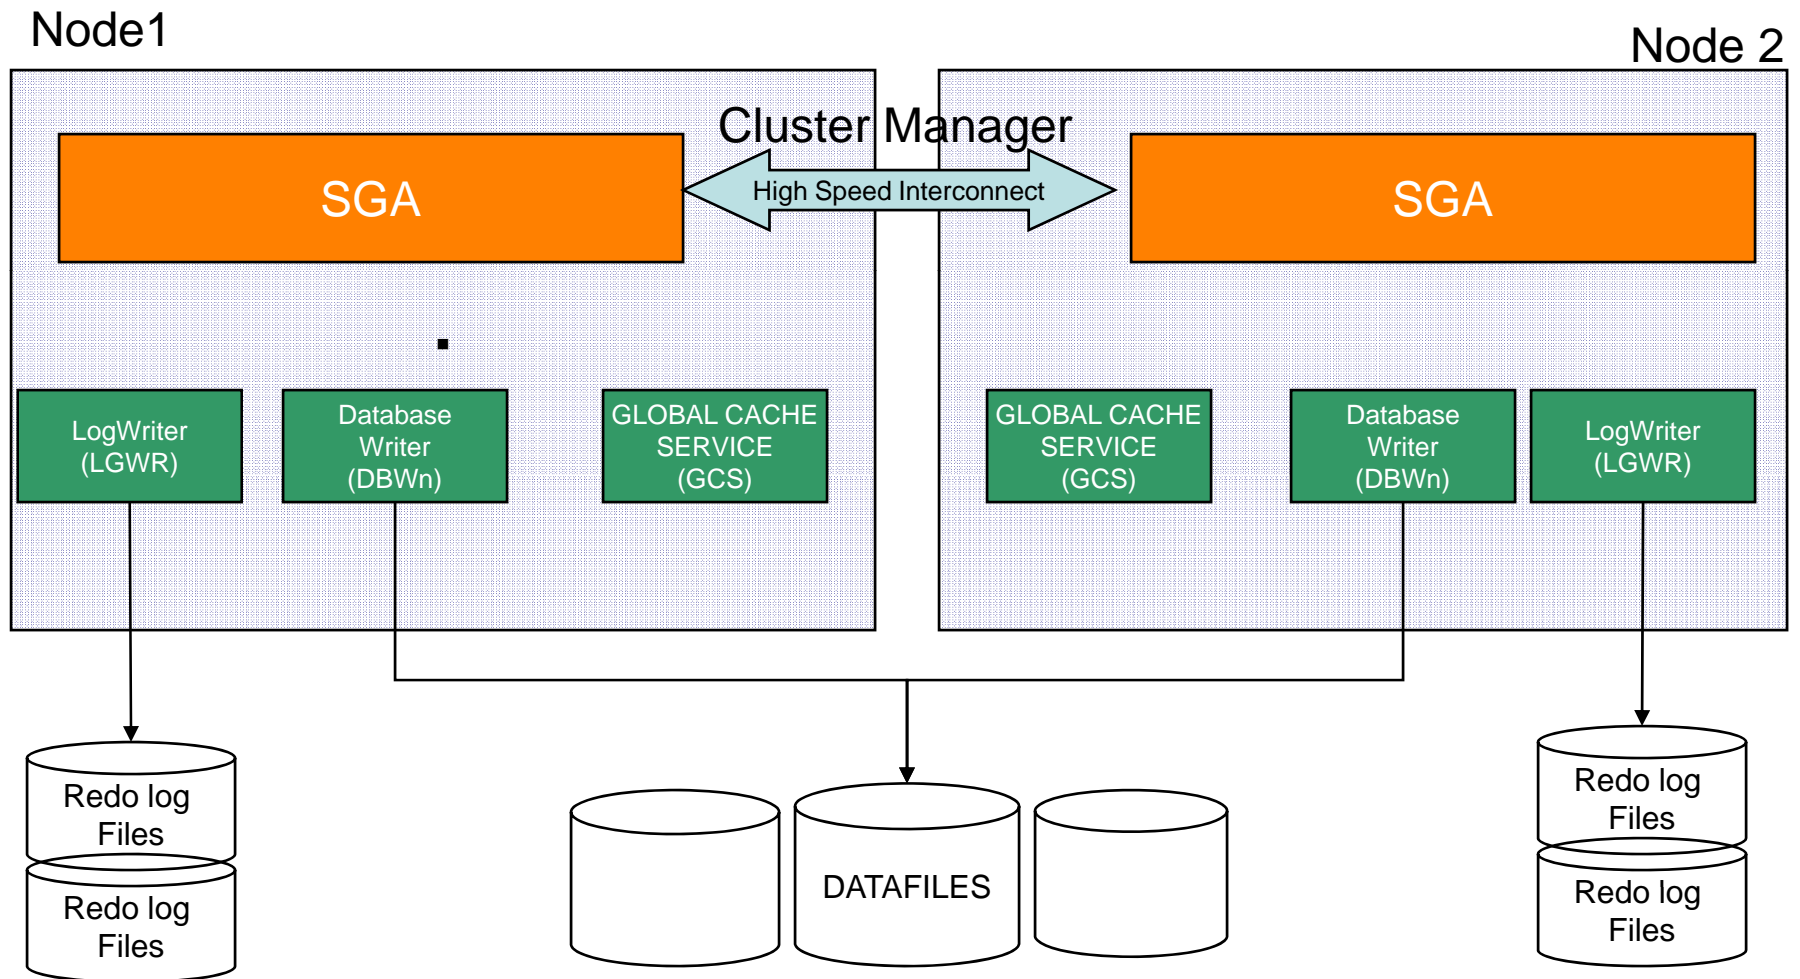 Node1
Node 2
Cluster Manager
SGA
High Speed Interconnect
SGA
LogWriter
(LGWR)
Database
Writer
(DBWn)
GLOBAL CACHE
SERVICE
(GCS)
GLOBAL CACHE
SERVICE
(GCS)
Database
Writer
(DBWn)
LogWriter
(LGWR)
Redo log
Files
Redo log
Files
DATAFILES
Redo log
Files
Redo log
Files